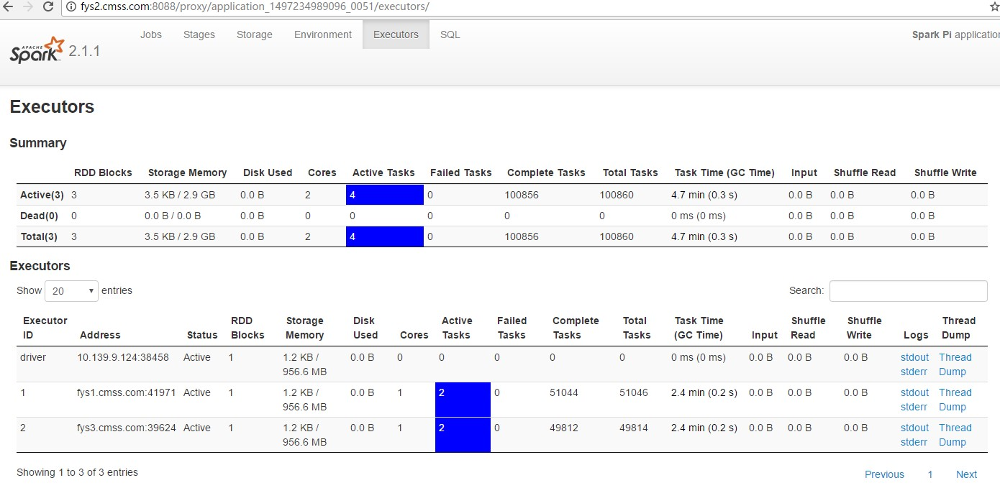 fys2.cmss.com:8088/proxy/application_1497234989096_0051/executors/
Jobs Stages Storage Environment Executors SQL Spark Pi application
APACHE
Spark 2.1.1
Executors
Summary
RDD Blocks Storage Memory Disk Used Cores Active Tasks Failed Tasks Complete Tasks Total Tasks Task Time (GC Time) Input Shuffle Read Shuffle Write
Active(3) 3 3.5 KB / 2.9 GB 0.0 B 2 4 0 100856 100860 4.7 min (0.3 s) 0.0 B 0.0 B 0.0 B
Dead(0) 0 0.0 B / 0.0 B 0.0 B 0 0 0 0 0 0 ms (0 ms) 0.0 B 0.0 B 0.0 B
Total(3) 3 3.5 KB / 2.9 GB 0.0 B 2 4 0 100856 100860 4.7 min (0.3 s) 0.0 B 0.0 B 0.0 B
Executors
Show 20 entries Search:
Executor RDD Storage Disk Active Failed Complete Total Task Time Shuffle Shuffle Thread
ID Address Status Blocks Memory Used Cores Tasks Tasks Tasks Tasks (GC Time) Input Read Write Logs Dump
driver 10.139.9.124:38458 Active 1 1.2 KB / 0.0 B 0 0 0 0 0 0 ms (0 ms) 0.0 B 0.0 B 0.0 B stdout Thread
956.6 MB stderr Dump
1 fys1.cmss.com:41971 Active 1 1.2 KB / 0.0 B 1 2 0 51044 51046 2.4 min (0.2 s) 0.0 B 0.0 B 0.0 B stdout Thread
956.6 MB stderr Dump
2 fys3.cmss.com:39624 Active 1 1.2 KB / 0.0 B 1 2 0 49812 49814 2.4 min (0.2 s) 0.0 B 0.0 B 0.0 B stdout Thread
956.6 MB stderr Dump
Showing 1 to 3 of 3 entries Previous 1 Next